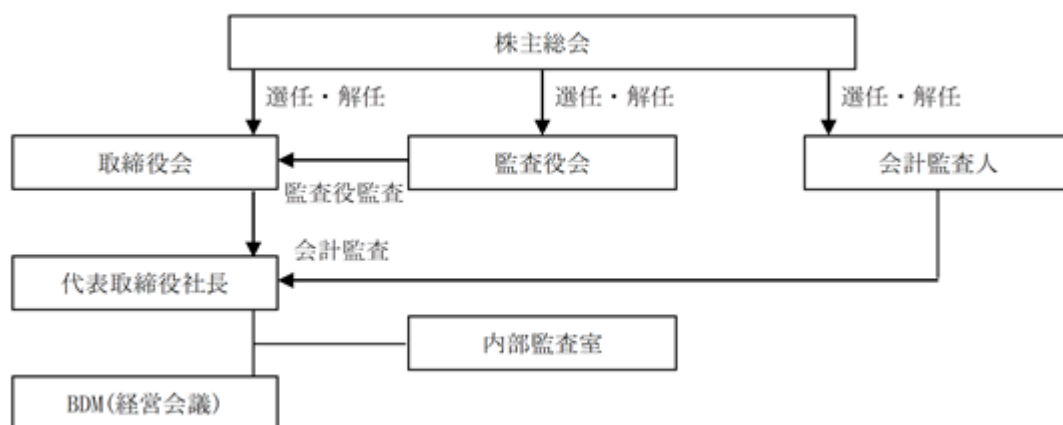 株主総会
選任・解任
選任・解任
選任・解任
取締役会
監査役会
会計監査人
監査役監査
会計監査
代表取締役社長
内部監査室
BDM(経営会議)